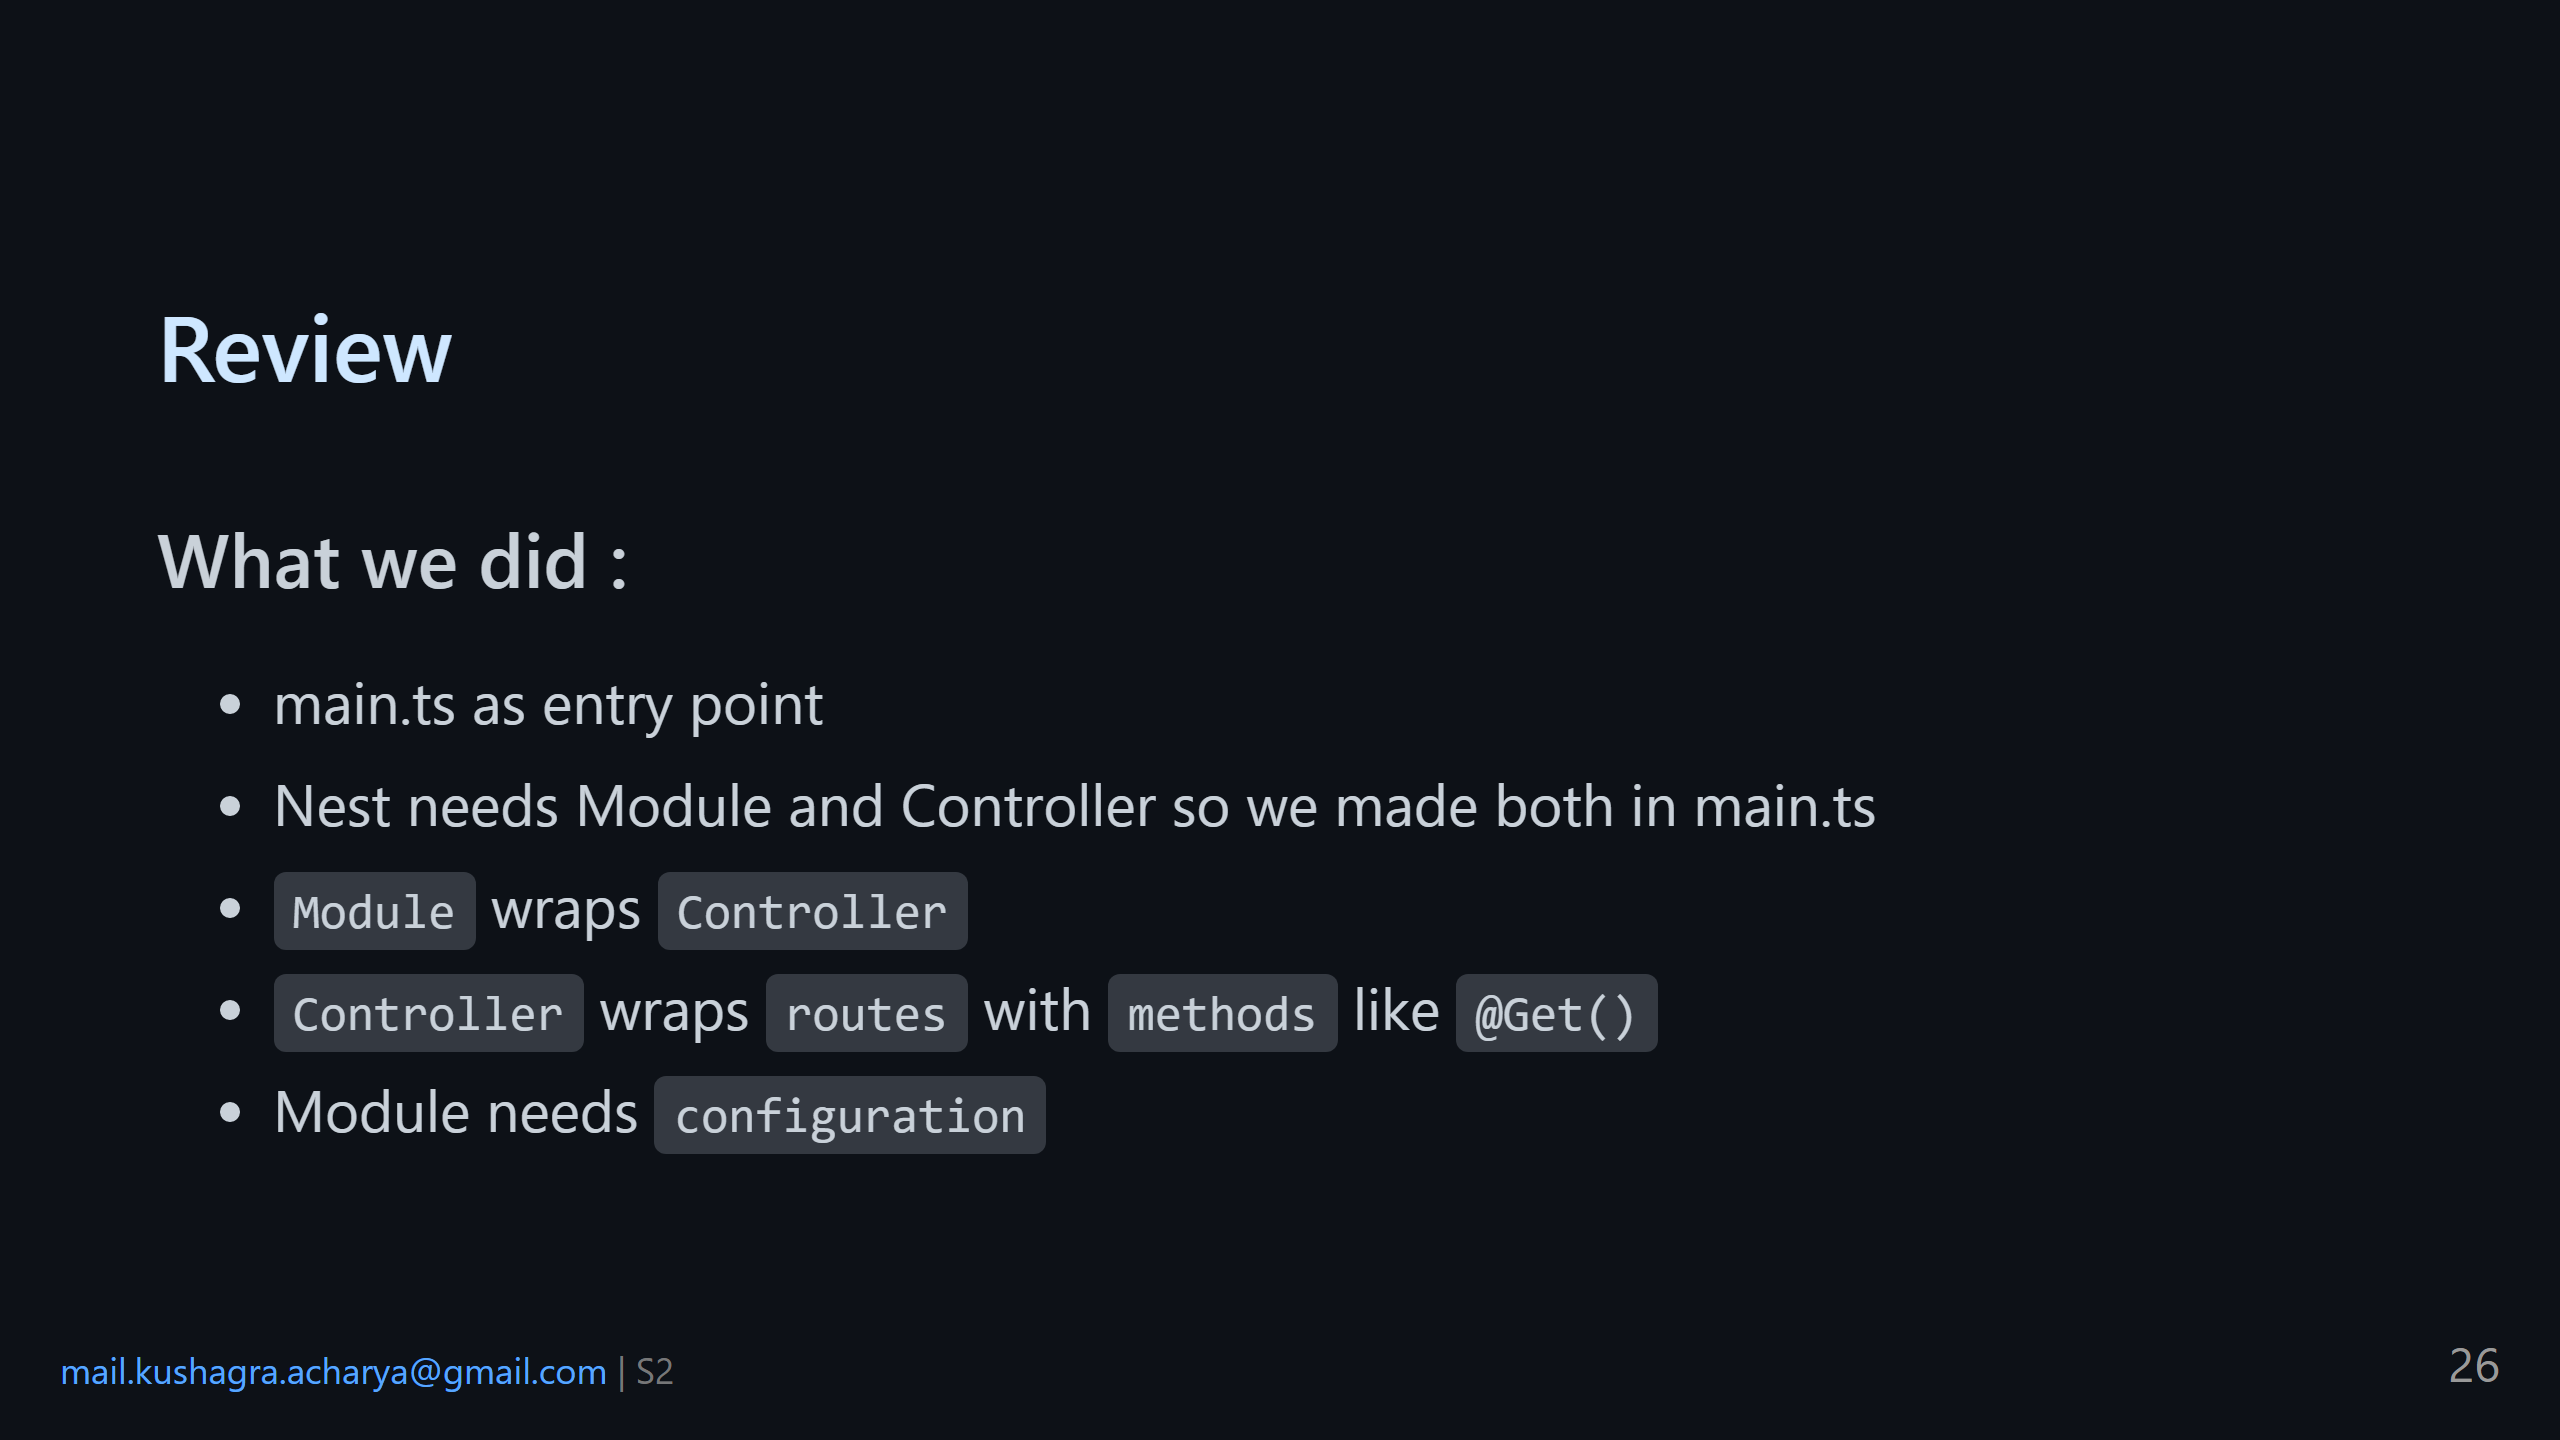 Review
What we did :
main.ts as entry point
Nest needs Module and Controller so we made both in main.ts
Module wraps Controller
Controller wraps routes with methods like @Get()
Module needs configuration
mail.kushagra.acharya@gmail.com | S2
26